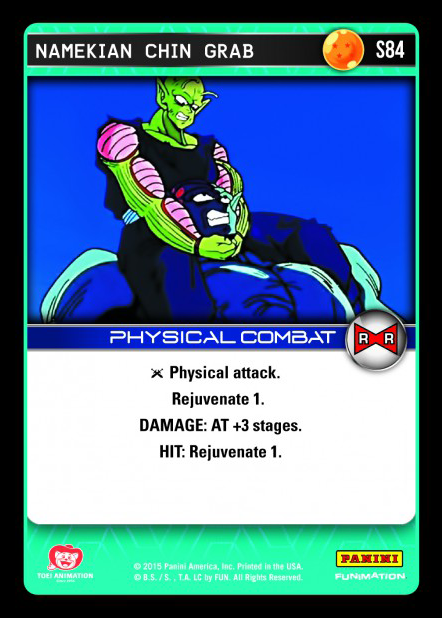 NAMEKIAN CHIN GRAB
S84
PHYSICAL COMBAT
R R
Physical attack.
Rejuvenate 1.
DAMAGE: AT +3 stages.
HIT: Rejuvenate 1.
TOEI ANIMATION
© 2015 Panini America, Inc. Printed in the USA.
© B.S. / S. , T.A. LC by FUN. All Rights Reserved.
PANINI
FUNIMATION